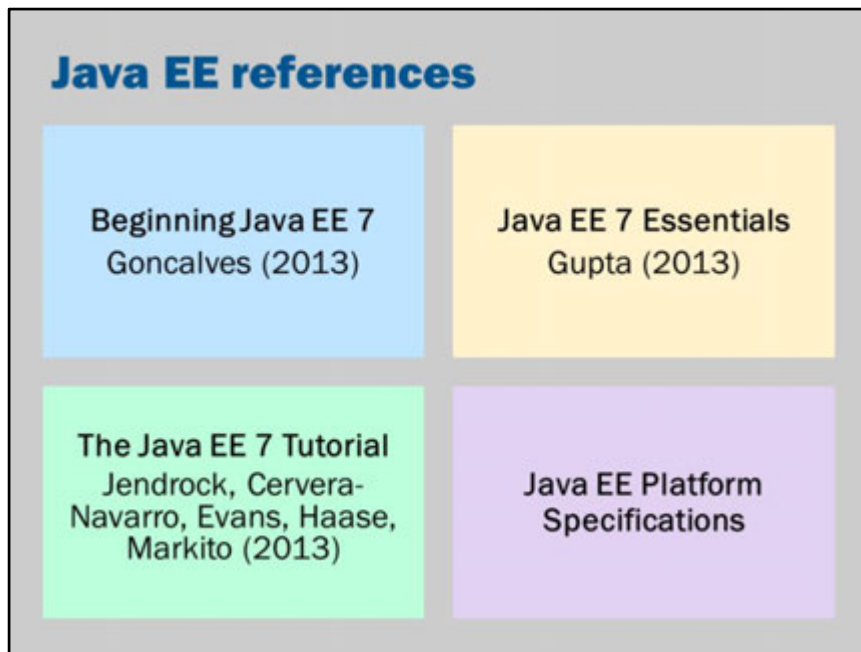 Java EE references
Beginning Java EE 7
Goncalves (2013)
Java EE 7 Essentials
Gupta (2013)
The Java EE 7 Tutorial
Jendrock, Cervera-
Navarro, Evans, Haase,
Markito (2013)
Java EE Platform
Specifications